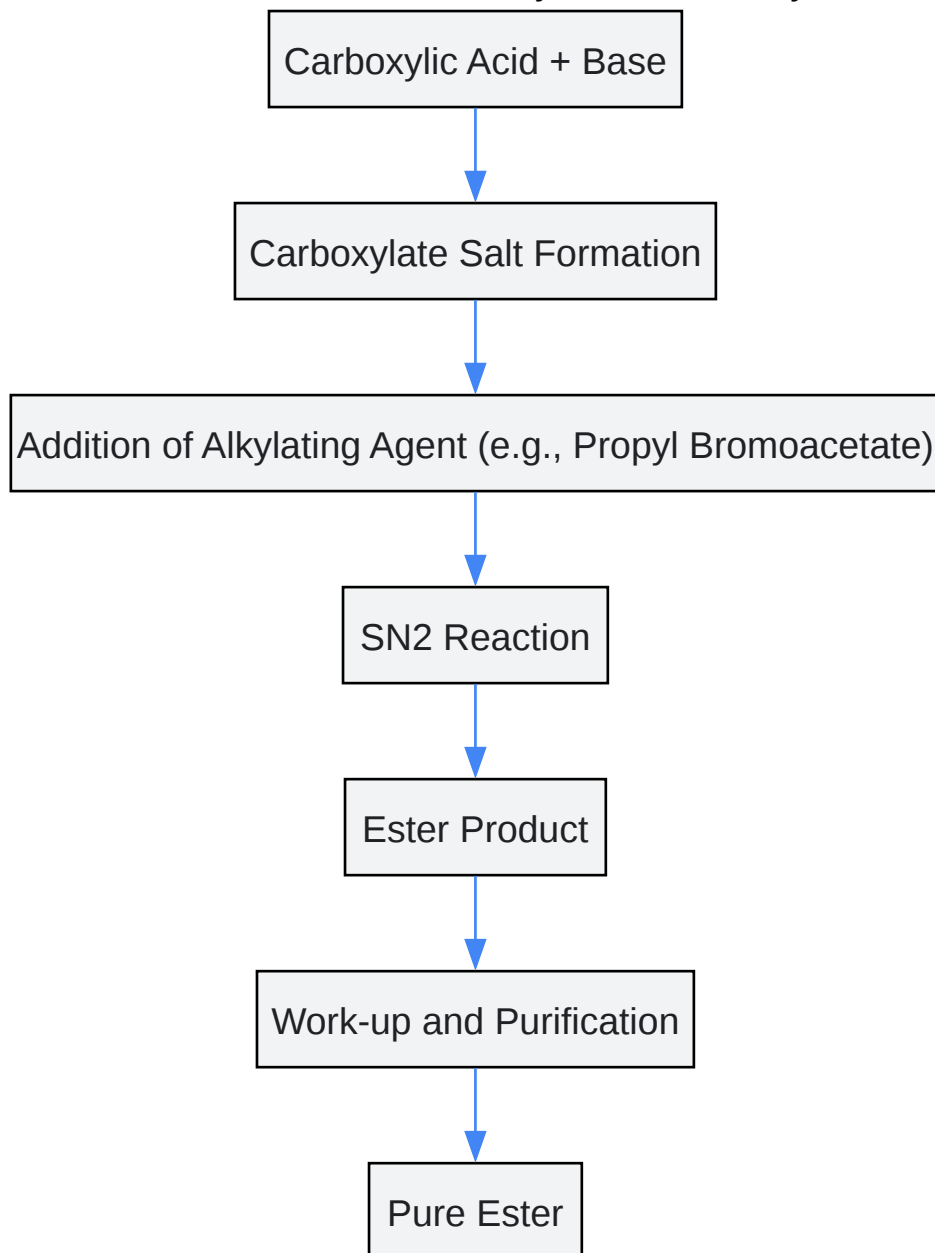 Carboxylic Acid + Base
Carboxylate Salt Formation
Addition of Alkylating Agent (e.g., Propyl Bromoacetate)
SN2 Reaction
Ester Product
Work-up and Purification
Pure Ester